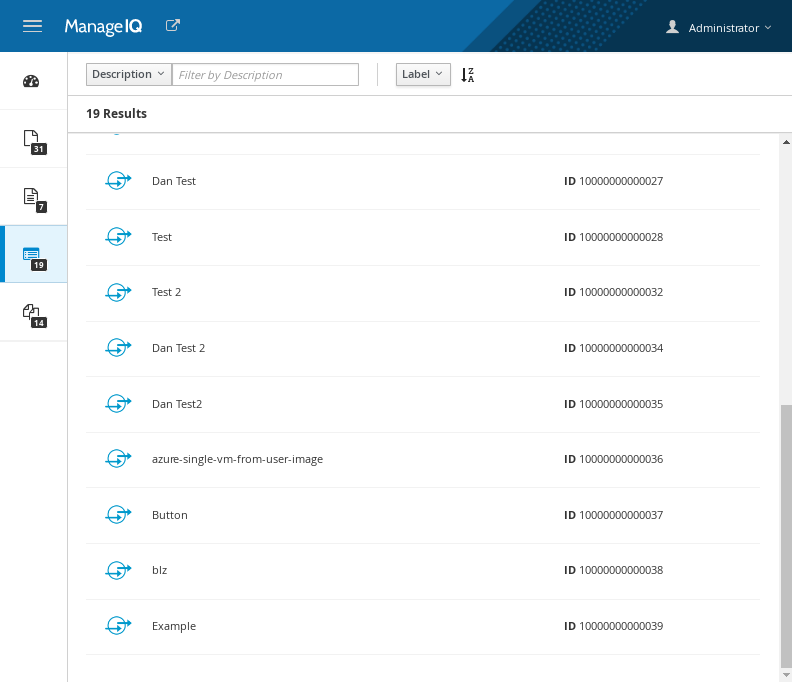 ManageIQ
Administrator
Description
Filter by Description
Label
Z
A
19 Results
31
7
19
14
Dan Test ID 10000000000027
Test ID 10000000000028
Test 2 ID 10000000000032
Dan Test 2 ID 10000000000034
Dan Test2 ID 10000000000035
azure-single-vm-from-user-image ID 10000000000036
Button ID 10000000000037
blz ID 10000000000038
Example ID 10000000000039